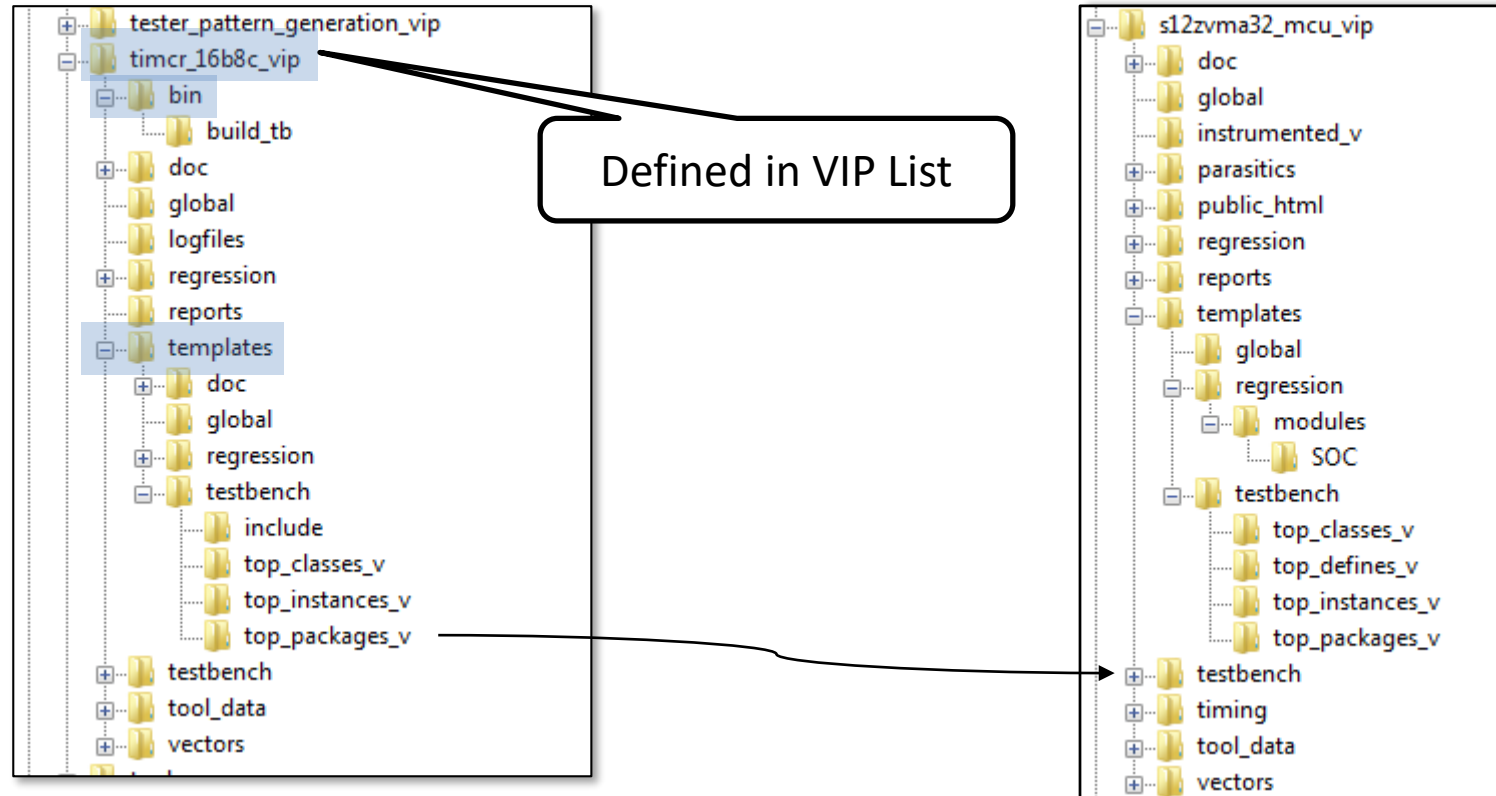 tester_pattern_generation_vip
timcr_16b8c_vip
bin
build_tb
doc
global
logfiles
regression
reports
templates
doc
global
regression
testbench
include
top_classes_v
top_instances_v
top_packages_v
testbench
tool_data
vectors
Defined in VIP List
s12zvma32_mcu_vip
doc
global
instrumented_v
parasitics
public_html
regression
reports
templates
global
regression
modules
SOC
testbench
top_classes_v
top_defines_v
top_instances_v
top_packages_v
testbench
timing
tool_data
vectors